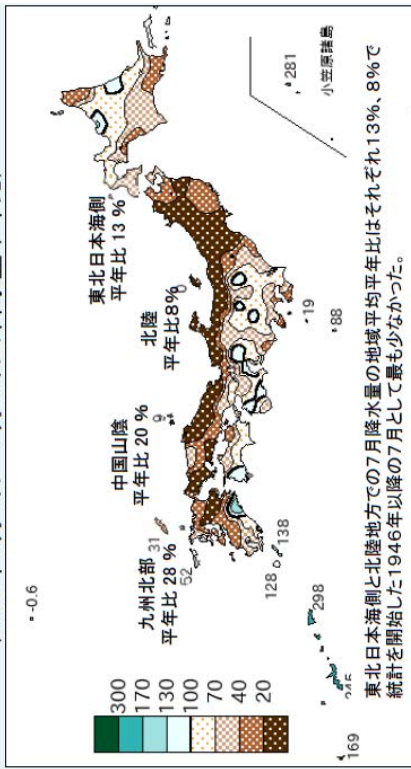 東北日本海側
平年比 13 %
北陸
平年比8%
0
中国山陰
平年比 20 %
9
九州北部
平年比 28 %
31
52
-0.6
281
小笠原諸島
19
88
138
128
298
169
300
170
130
100
70
40
20
東北日本海側と北陸地方での7月降水量の地域平均平年比はそれぞれ13%、8%で
統計を開始した1946年以降の7月として最も少なかった。